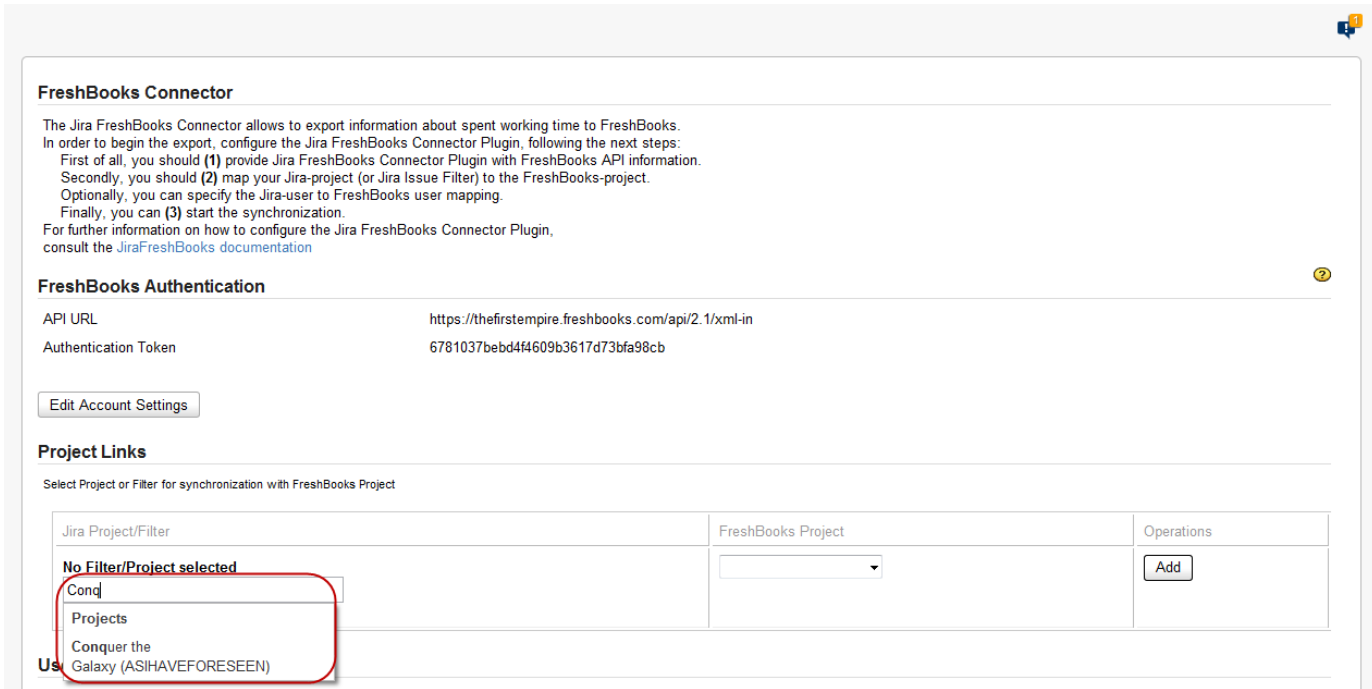 1
FreshBooks Connector
The Jira FreshBooks Connector allows to export information about spent working time to FreshBooks.
In order to begin the export, configure the Jira FreshBooks Connector Plugin, following the next steps:
First of all, you should (1) provide Jira FreshBooks Connector Plugin with FreshBooks API information.
Secondly, you should (2) map your Jira-project (or Jira Issue Filter) to the FreshBooks-project.
Optionally, you can specify the Jira-user to FreshBooks user mapping.
Finally, you can (3) start the synchronization.
For further information on how to configure the Jira FreshBooks Connector Plugin,
consult the JiraFreshBooks documentation
?
FreshBooks Authentication
API URL https://thefirstempire.freshbooks.com/api/2.1/xml-in
Authentication Token 6781037bebd4f4609b3617d73bfa98cb
Edit Account Settings
Project Links
Select Project or Filter for synchronization with FreshBooks Project
Jira Project/Filter FreshBooks Project Operations
No Filter/Project selected Add
Conq
Projects
Conquer the
Us Galaxy (ASIHAVEFORESEEN)